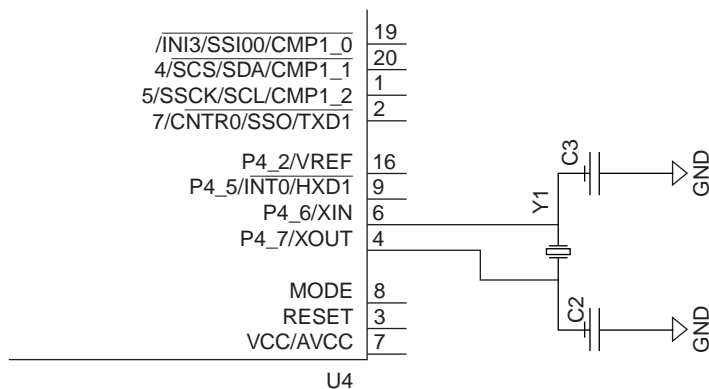 /INI3/SSI00/CMP1_0 19
4/SCS/SDA/CMP1_1 20
5/SSCK/SCL/CMP1_2 1
7/CNTR0/SSO/TXD1 2
P4_2/VREF 16
P4_5/INT0/HXD1 9
P4_6/XIN 6
P4_7/XOUT 4
MODE 8
RESET 3
VCC/AVCC 7
U4
Y1
C3
GND
C2
GND